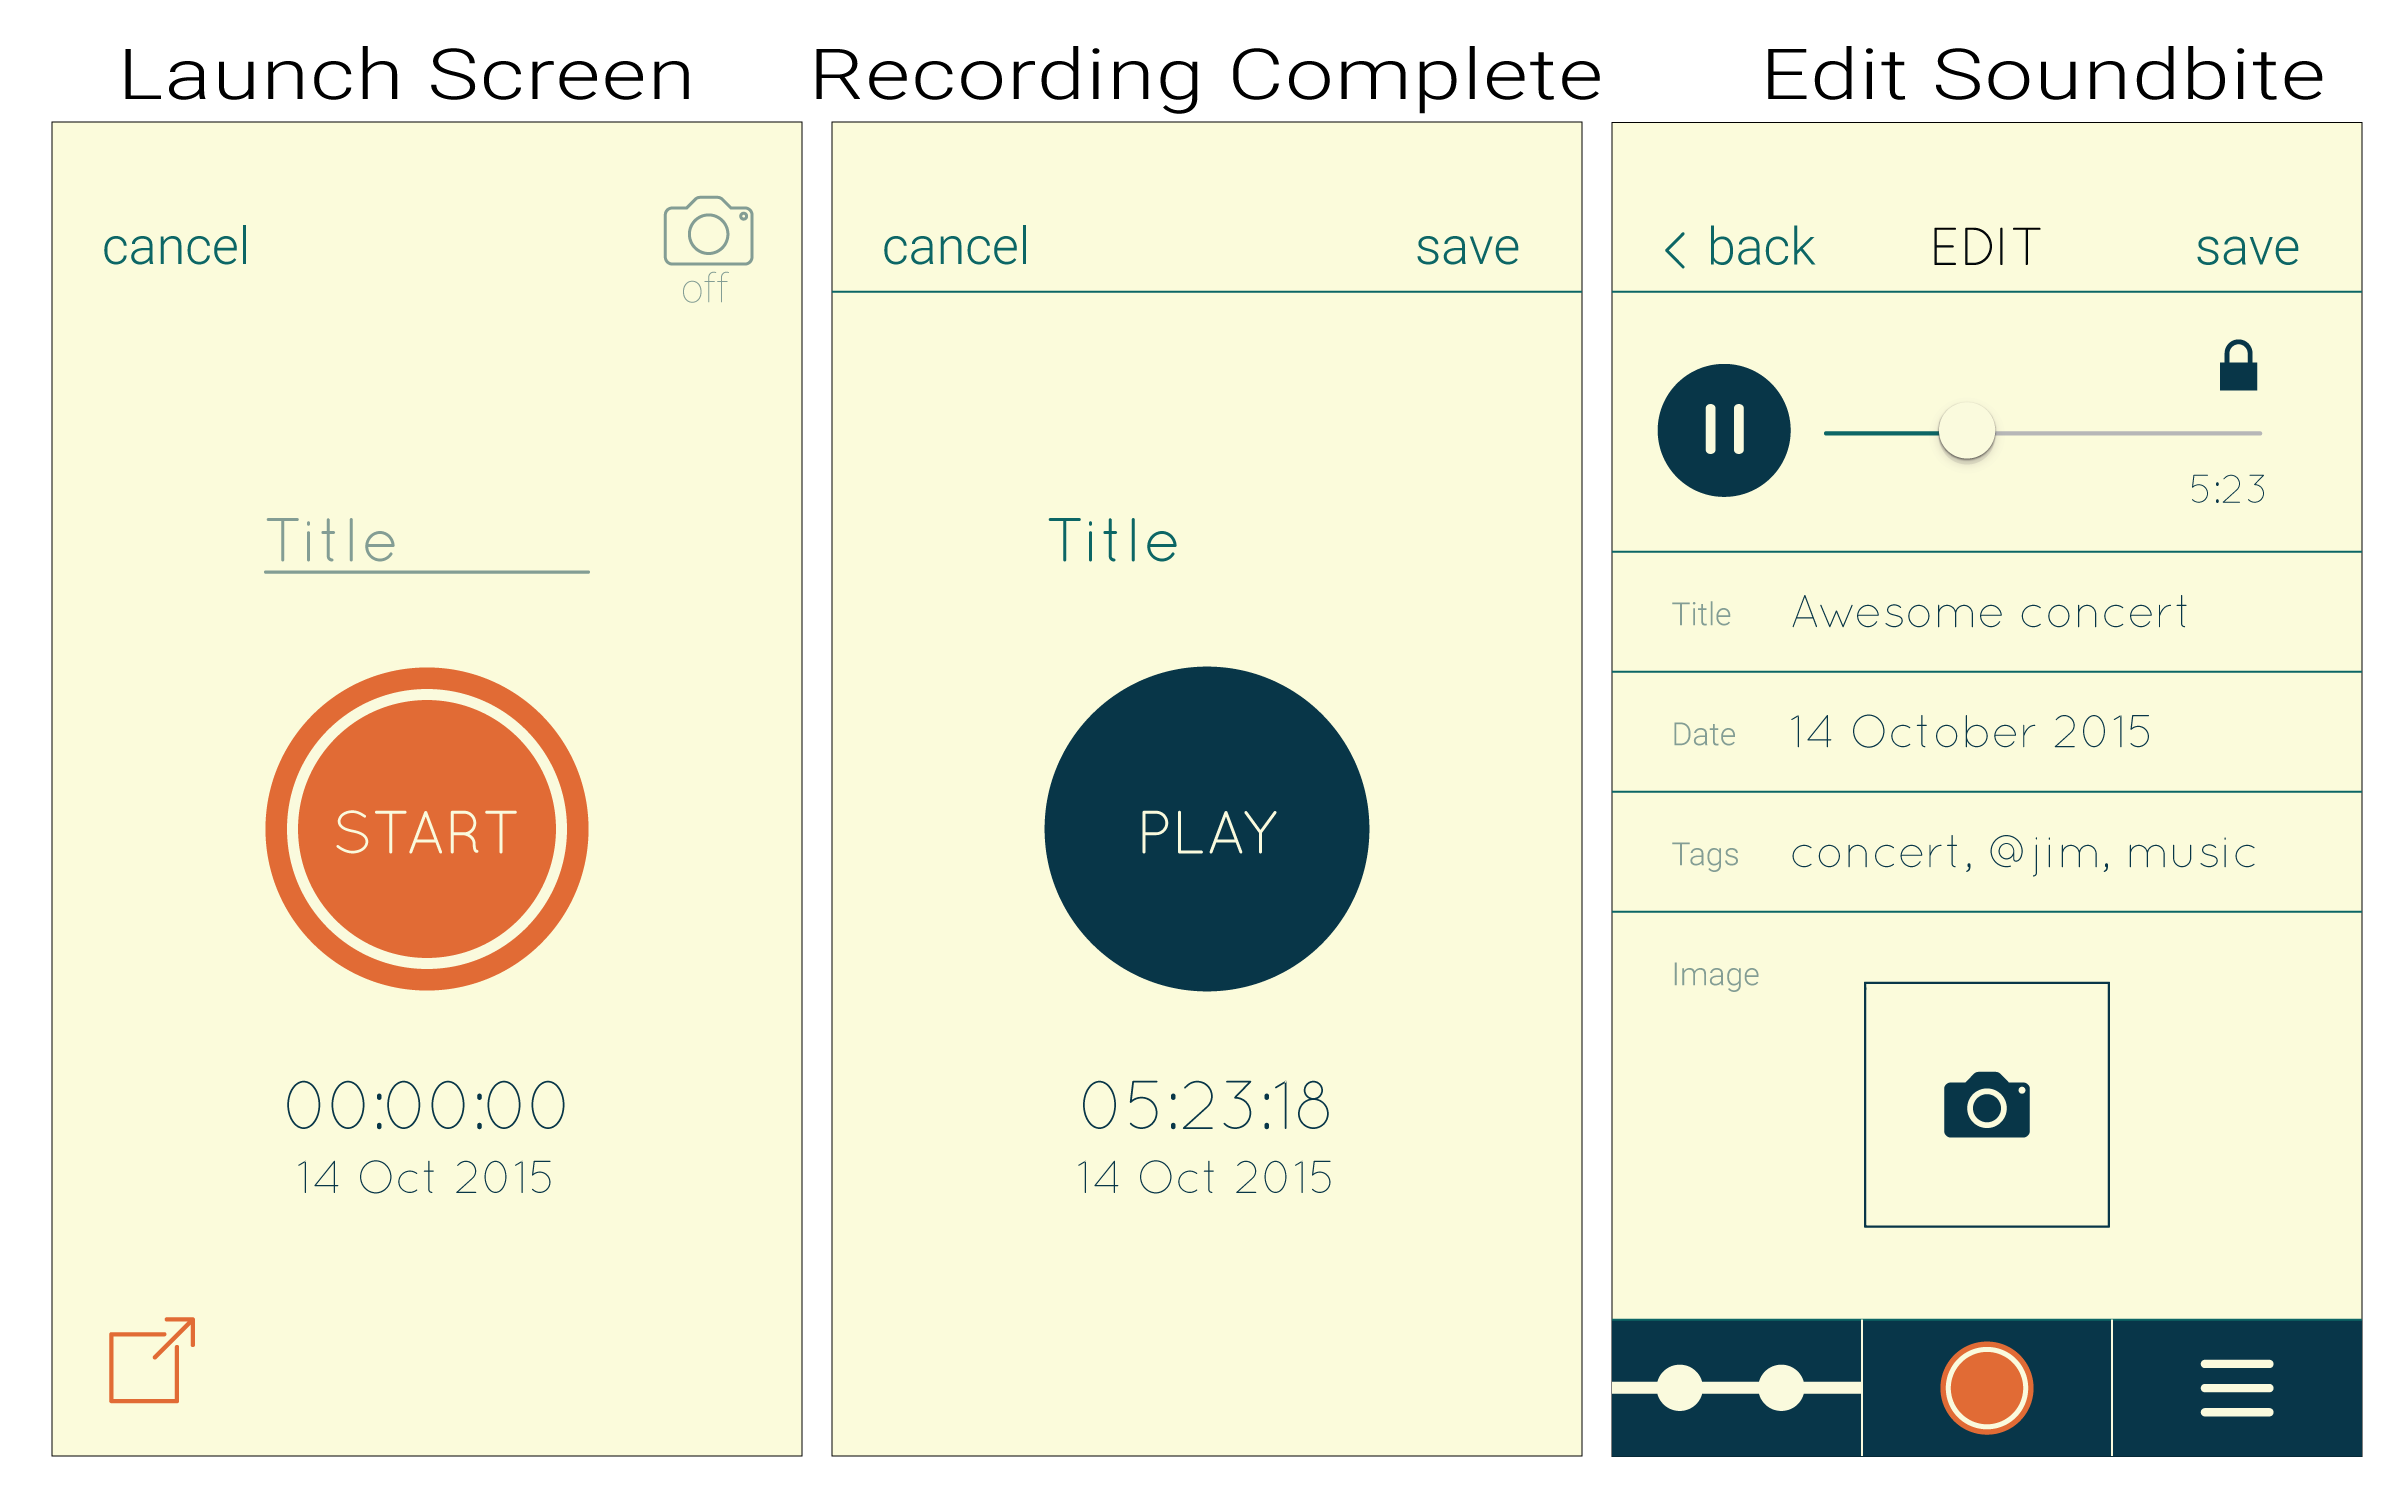 Launch Screen
cancel
off
Title
START
00:00:00
14 Oct 2015
Recording Complete
cancel
save
Title
PLAY
05:23:18
14 Oct 2015
Edit Soundbite
back
EDIT
save
5:23
Title
Awesome concert
Date
14 October 2015
Tags
concert, @jim, music
Image